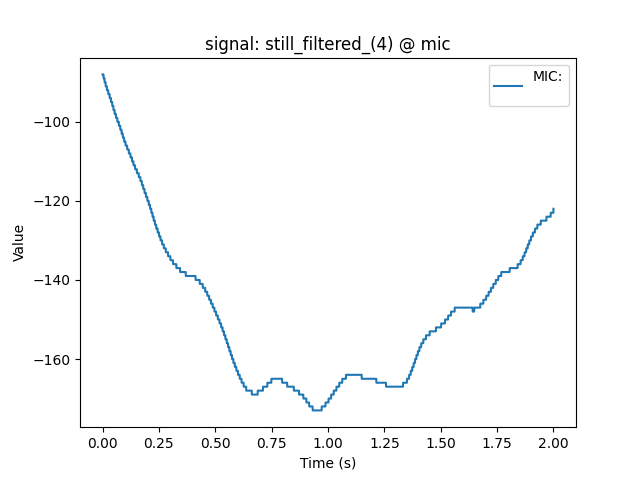 signal: still_filtered_(4) @ mic
MIC:
Value
−100
−120
−140
−160
0.00 0.25 0.50 0.75 1.00 1.25 1.50 1.75 2.00
Time (s)